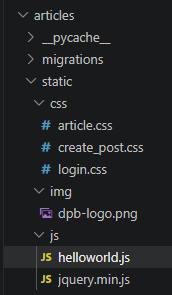 articles
__pycache__
migrations
static
css
# article.css
# create_post.css
# login.css
img
dpb-logo.png
js
JS helloworld.js
JS jquery.min.js